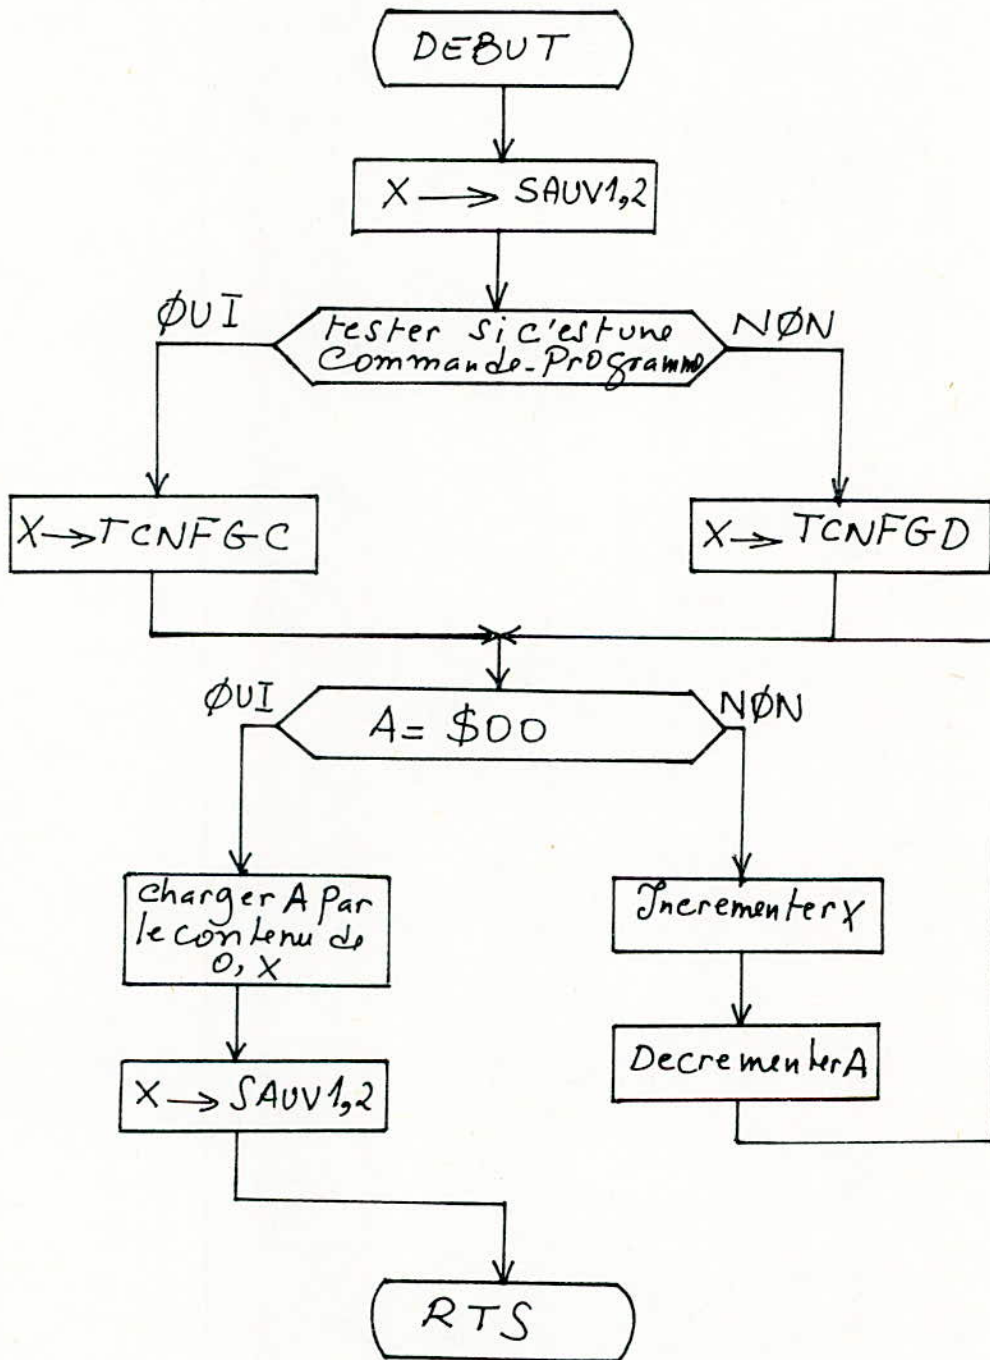 DEBUT
X → SAUV1,2
ØUI
tester si c'est une
Commande-Programme
NØN
X → TCNFGC
X → TCNFGD
ØUI
A = $00
NØN
charger A Par
le contenu de
0, X
Incrementer X
Decrementer A
X → SAUV1,2
RTS